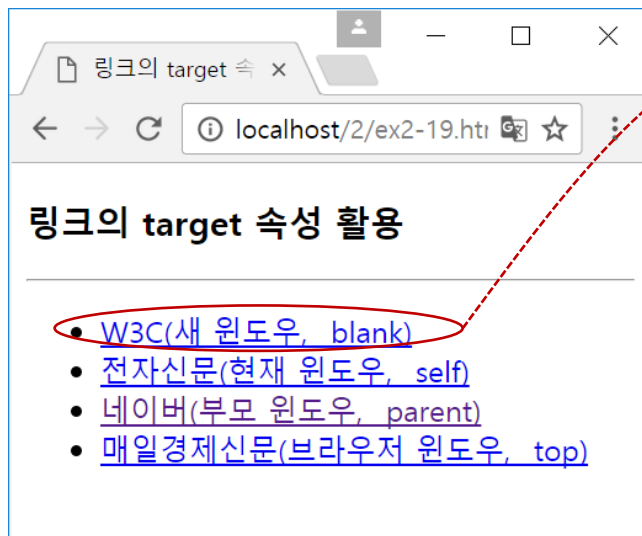 링크의 target 속
localhost/2/ex2-19.htm
링크의 target 속성 활용
W3C(새 윈도우, _blank)
전자신문(현재 윈도우, _self)
네이버(부모 윈도우, _parent)
매일경제신문(브라우저 윈도우, _top)